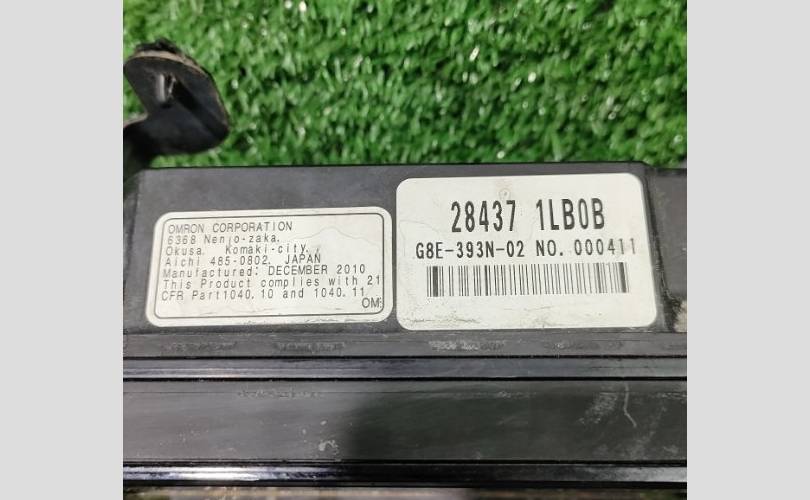 OMRON CORPORATION
6368 Nenjo-zaka,
Okusa, Komaki-city,
Aichi 485-0802, JAPAN
Manufactured: DECEMBER 2010
This Product complies with 21
CFR Part1040.10 and 1040.11
OM
28437 1LB0B
G8E-393N-02 NO. 000411